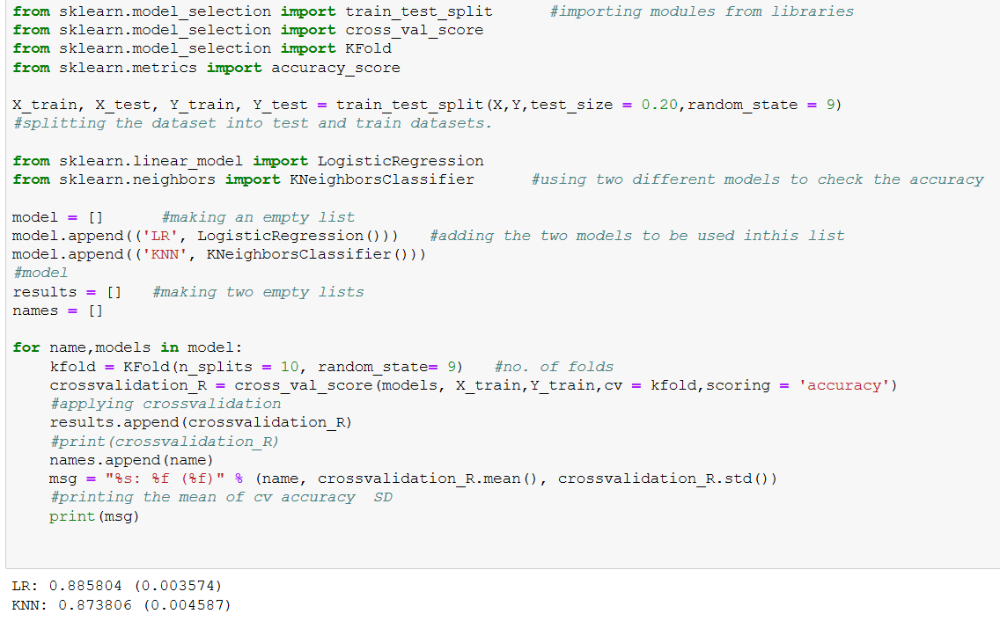 from sklearn.model_selection import train_test_split      #importing modules from libraries
from sklearn.model_selection import cross_val_score
from sklearn.model_selection import KFold
from sklearn.metrics import accuracy_score

X_train, X_test, Y_train, Y_test = train_test_split(X,Y,test_size = 0.20,random_state = 9)
#splitting the dataset into test and train datasets.

from sklearn.linear_model import LogisticRegression
from sklearn.neighbors import KNeighborsClassifier      #using two different models to check the accuracy

model = []      #making an empty list
model.append(('LR', LogisticRegression()))   #adding the two models to be used inthis list
model.append(('KNN', KNeighborsClassifier()))
#model
results = []   #making two empty lists
names = []

for name,models in model:
    kfold = KFold(n_splits = 10, random_state= 9)   #no. of folds
    crossvalidation_R = cross_val_score(models, X_train,Y_train,cv = kfold,scoring = 'accuracy')
    #applying crossvalidation
    results.append(crossvalidation_R)
    #print(crossvalidation_R)
    names.append(name)
    msg = "%s: %f (%f)" % (name, crossvalidation_R.mean(), crossvalidation_R.std())
    #printing the mean of cv accuracy  SD
    print(msg)

LR: 0.885804 (0.003574)
KNN: 0.873806 (0.004587)